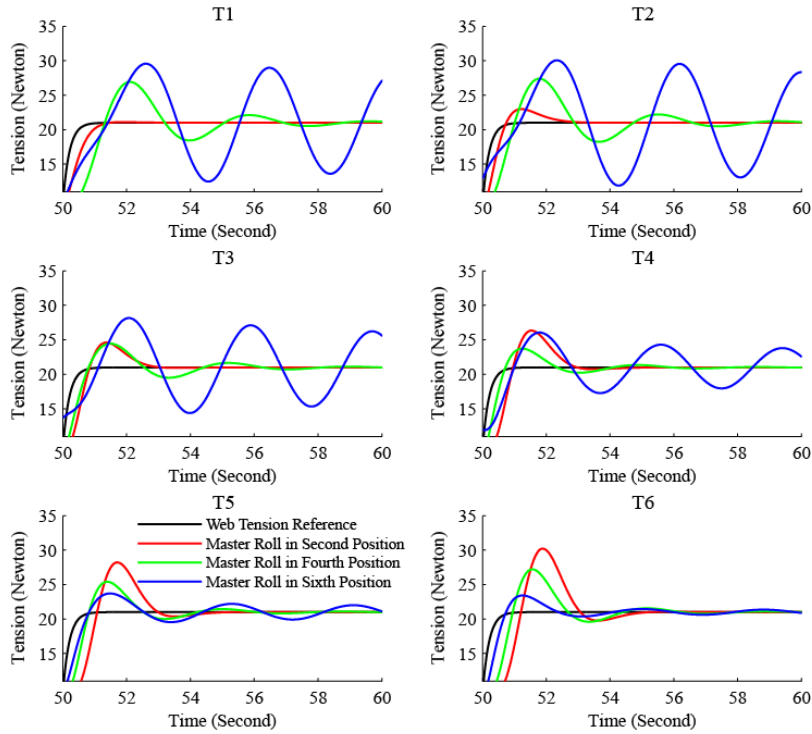 T1
35
30
25
20
15
Tension (Newton)
50 52 54 56 58 60
Time (Second)
T2
35
30
25
20
15
Tension (Newton)
50 52 54 56 58 60
Time (Second)
T3
35
30
25
20
15
Tension (Newton)
50 52 54 56 58 60
Time (Second)
T4
35
30
25
20
15
Tension (Newton)
50 52 54 56 58 60
Time (Second)
T5
35
30
25
20
15
Tension (Newton)
Web Tension Reference
Master Roll in Second Position
Master Roll in Fourth Position
Master Roll in Sixth Position
50 52 54 56 58 60
Time (Second)
T6
35
30
25
20
15
Tension (Newton)
50 52 54 56 58 60
Time (Second)